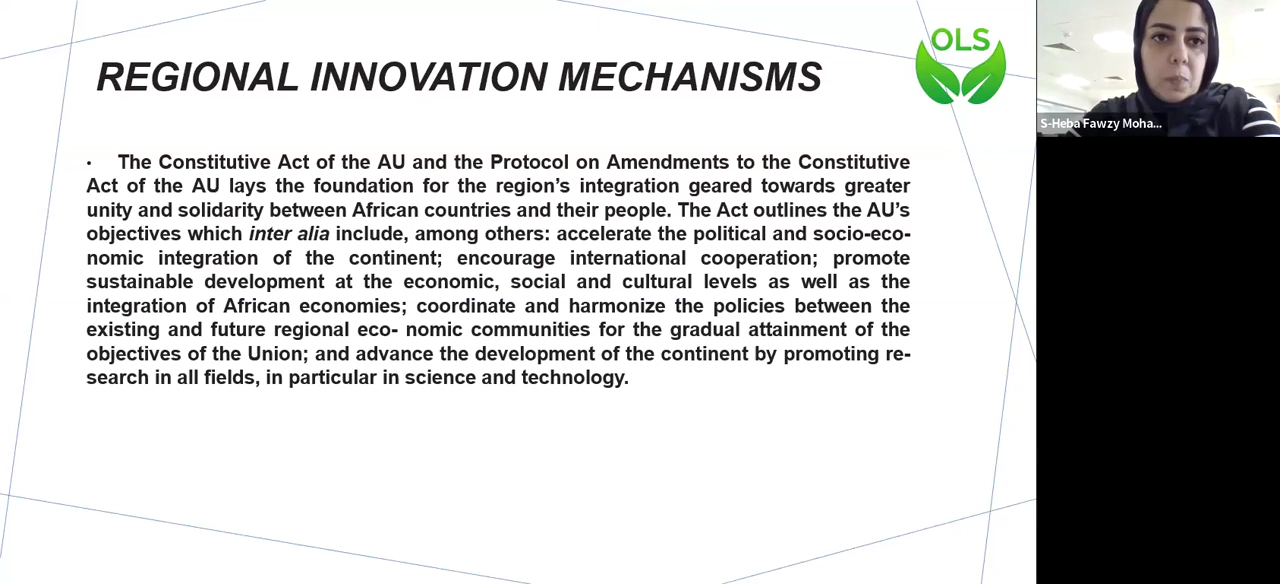 REGIONAL INNOVATION MECHANISMS
OLS
S-Heba Fawzy Moha...
• The Constitutive Act of the AU and the Protocol on Amendments to the Constitutive
Act of the AU lays the foundation for the region's integration geared towards greater
unity and solidarity between African countries and their people. The Act outlines the AU's
objectives which inter alia include, among others: accelerate the political and socio-eco-
nomic integration of the continent; encourage international cooperation; promote
sustainable development at the economic, social and cultural levels as well as the
integration of African economies; coordinate and harmonize the policies between the
existing and future regional eco- nomic communities for the gradual attainment of the
objectives of the Union; and advance the development of the continent by promoting re-
search in all fields, in particular in science and technology.